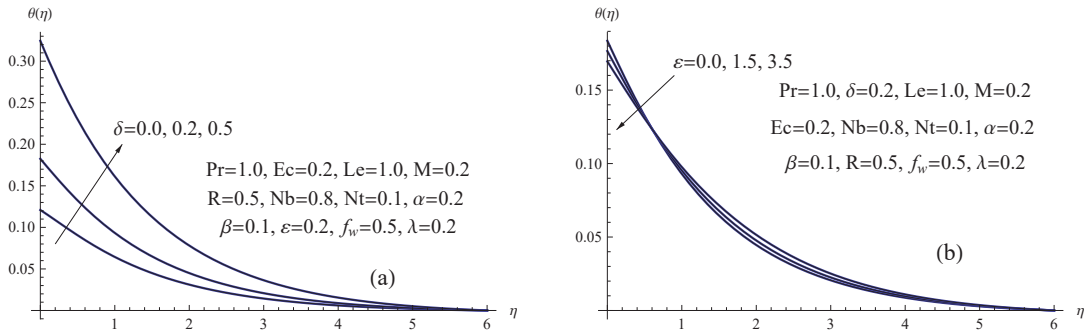 θ(η)
0.30
0.25
0.20
0.15
0.10
0.05
δ=0.0, 0.2, 0.5
Pr=1.0, Ec=0.2, Le=1.0, M=0.2
R=0.5, Nb=0.8, Nt=0.1, α=0.2
β=0.1, ε=0.2, f_w=0.5, λ=0.2
(a)
1 2 3 4 5 6 η
θ(η)
0.15
0.10
0.05
ε=0.0, 1.5, 3.5
Pr=1.0, δ=0.2, Le=1.0, M=0.2
Ec=0.2, Nb=0.8, Nt=0.1, α=0.2
β=0.1, R=0.5, f_w=0.5, λ=0.2
(b)
1 2 3 4 5 6 η